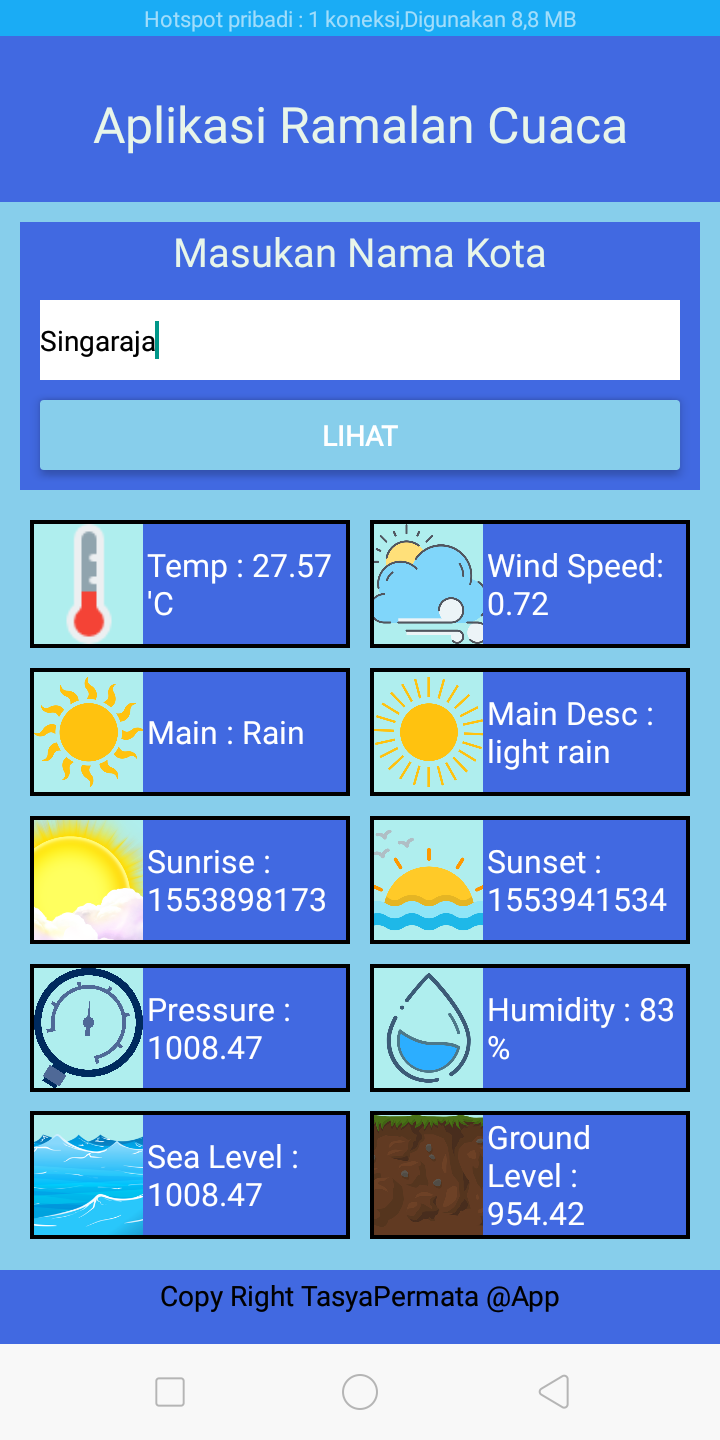 Hotspot pribadi : 1 koneksi,Digunakan 8,8 MB
Aplikasi Ramalan Cuaca
Masukan Nama Kota
Singaraja
LIHAT
Temp : 27.57
'C
Wind Speed:
0.72
Main : Rain
Main Desc :
light rain
Sunrise :
1553898173
Sunset :
1553941534
Pressure :
1008.47
Humidity : 83
%
Sea Level :
1008.47
Ground
Level :
954.42
Copy Right TasyaPermata @App